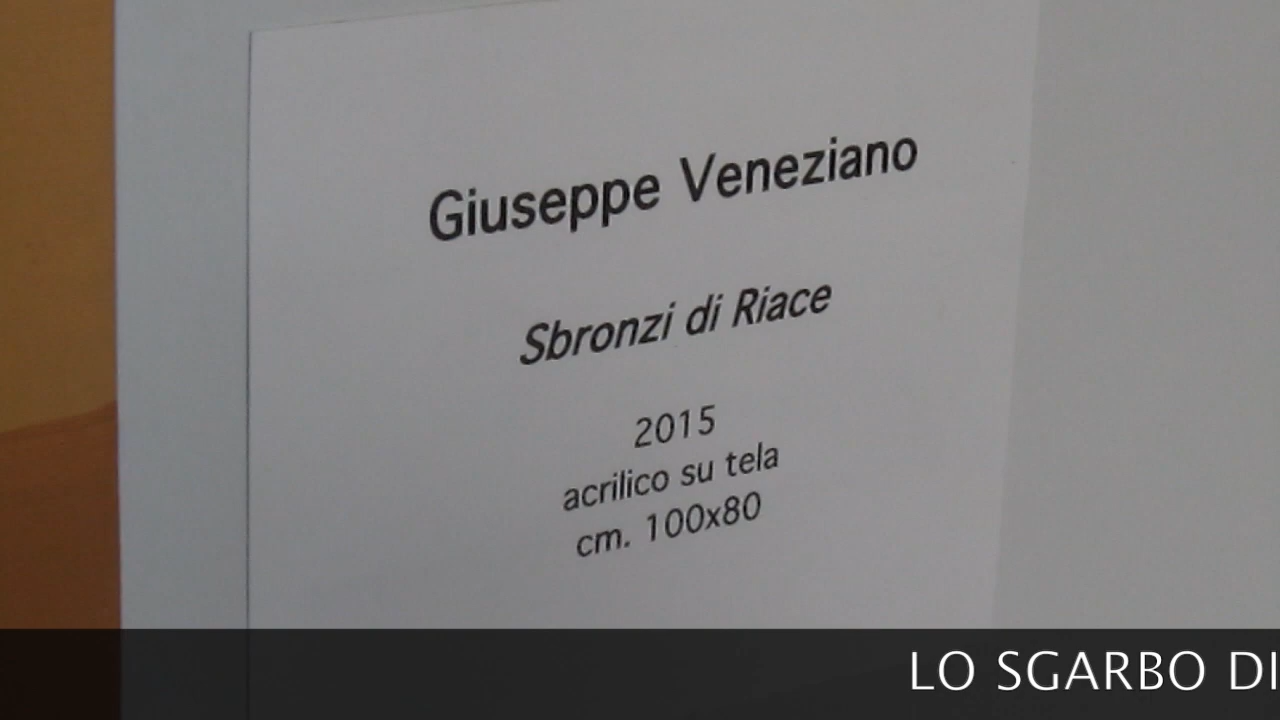 Giuseppe Veneziano
Sbronzi di Riace
2015
acrilico su tela
cm. 100x80
LO SGARBO DI